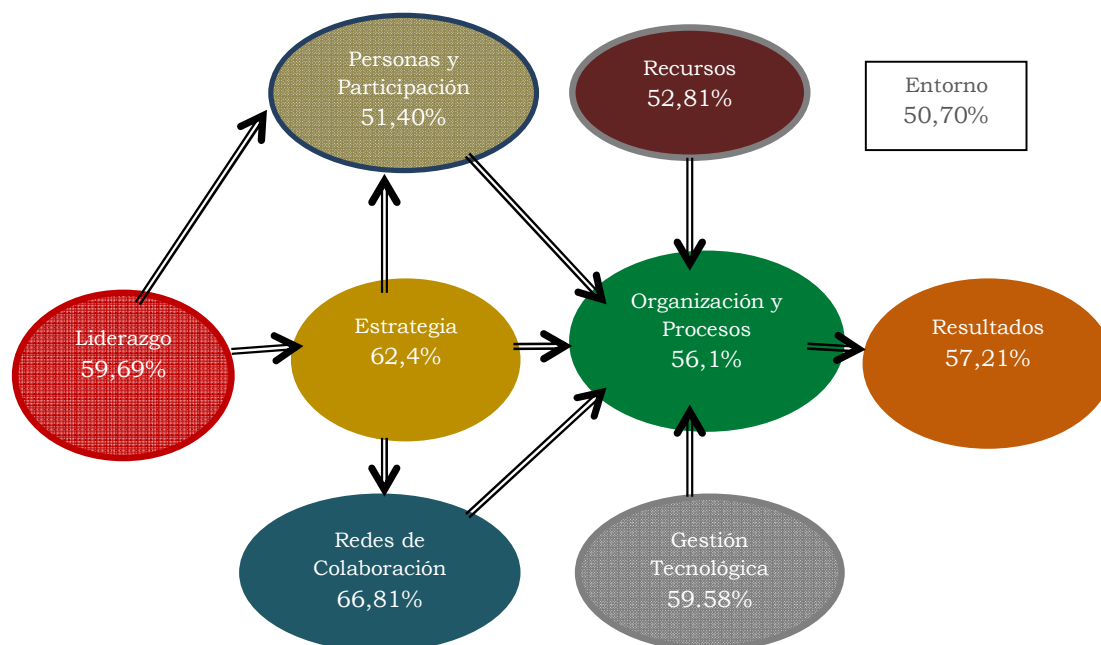 Personas y
Participación
51,40%
Recursos
52,81%
Entorno
50,70%
Liderazgo
59,69%
Estrategia
62,4%
Organización y
Procesos
56,1%
Resultados
57,21%
Redes de
Colaboración
66,81%
Gestión
Tecnológica
59.58%